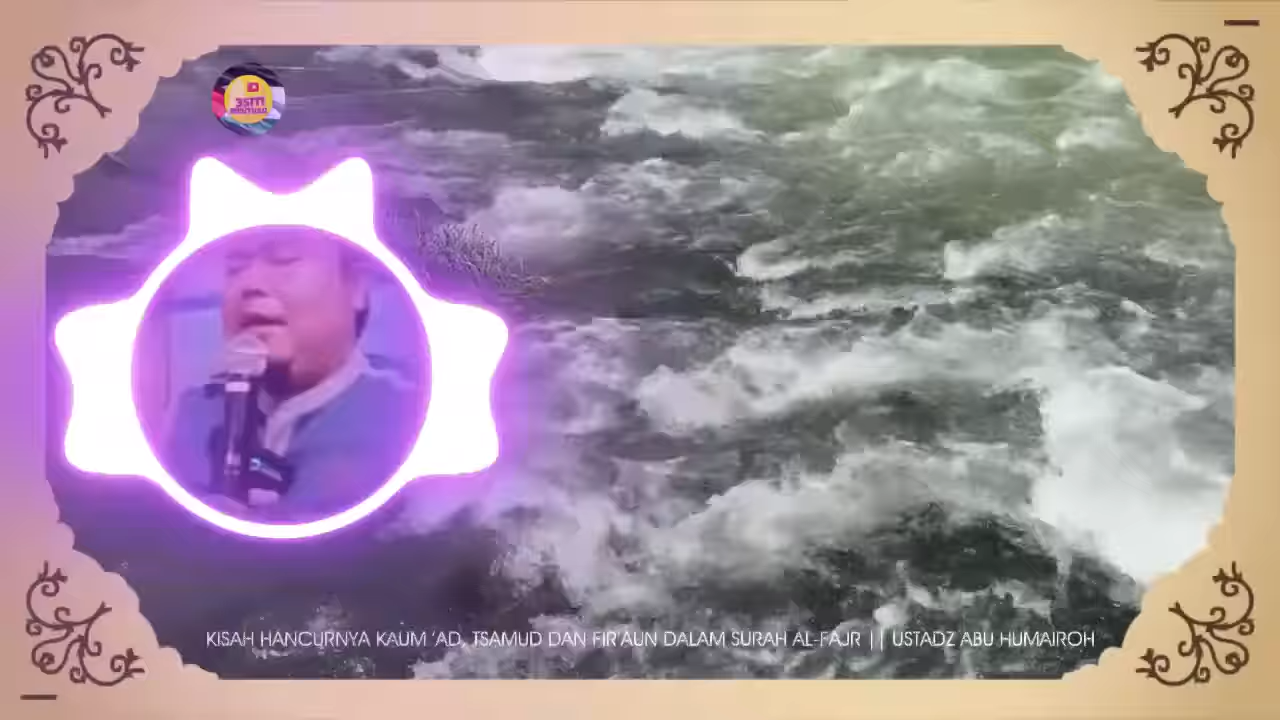 KISAH HANCURNYA KAUM 'AD, TSAMUD DAN FIR'AUN DALAM SURAH AL-FAJR || USTADZ ABU HUMAIROH